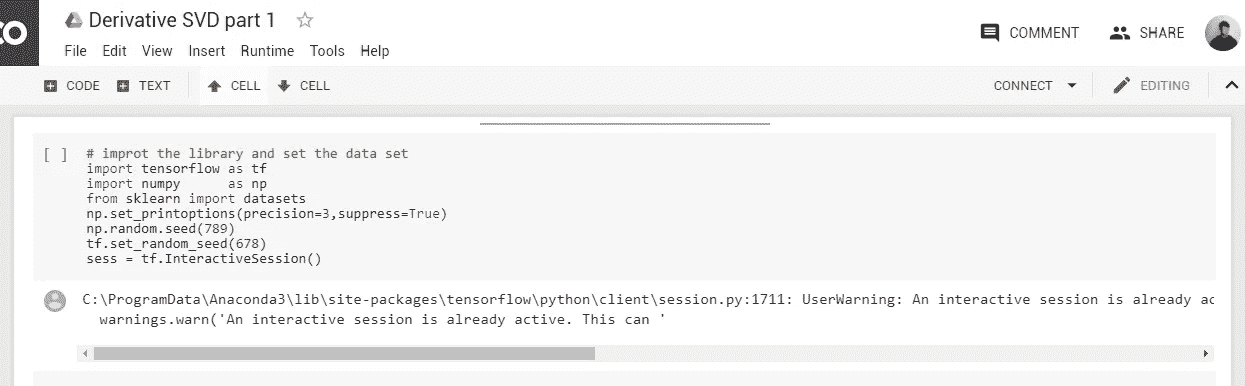 CO
Derivative SVD part 1
COMMENT
SHARE
File Edit View Insert Runtime Tools Help
CODE TEXT CELL CELL
CONNECT
EDITING
[ ] # improt the library and set the data set
import tensorflow as tf
import numpy      as np
from sklearn import datasets
np.set_printoptions(precision=3,suppress=True)
np.random.seed(789)
tf.set_random_seed(678)
sess = tf.InteractiveSession()
C:\ProgramData\Anaconda3\lib\site-packages\tensorflow\python\client\session.py:1711: UserWarning: An interactive session is already ac
  warnings.warn('An interactive session is already active. This can '